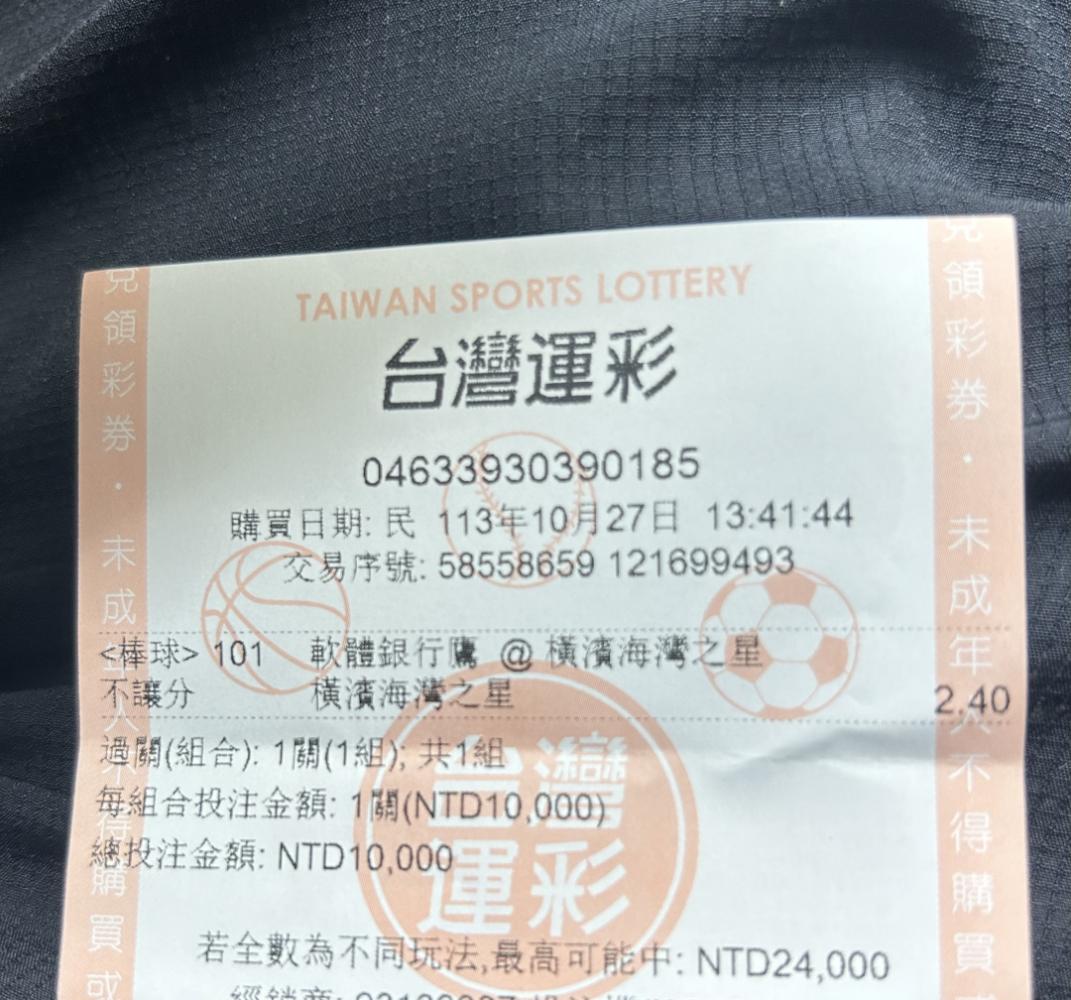 TAIWAN SPORTS LOTTERY
台灣運彩
04633930390185
購買日期: 民 113年10月27日 13:41:44
交易序號: 58558659 121699493
<棒球> 101 軟體銀行鷹 @ 橫濱海灣之星
不讓分 橫濱海灣之星 2.40
過關(組合): 1關(1組); 共1組
每組合投注金額: 1關(NTD10,000)
總投注金額: NTD10,000
台灣
運彩
若全數為不同玩法,最高可能中: NTD24,000
經銷商:
兌領彩券.未成年人不得購買或
兌領彩券.未成年人不得購買